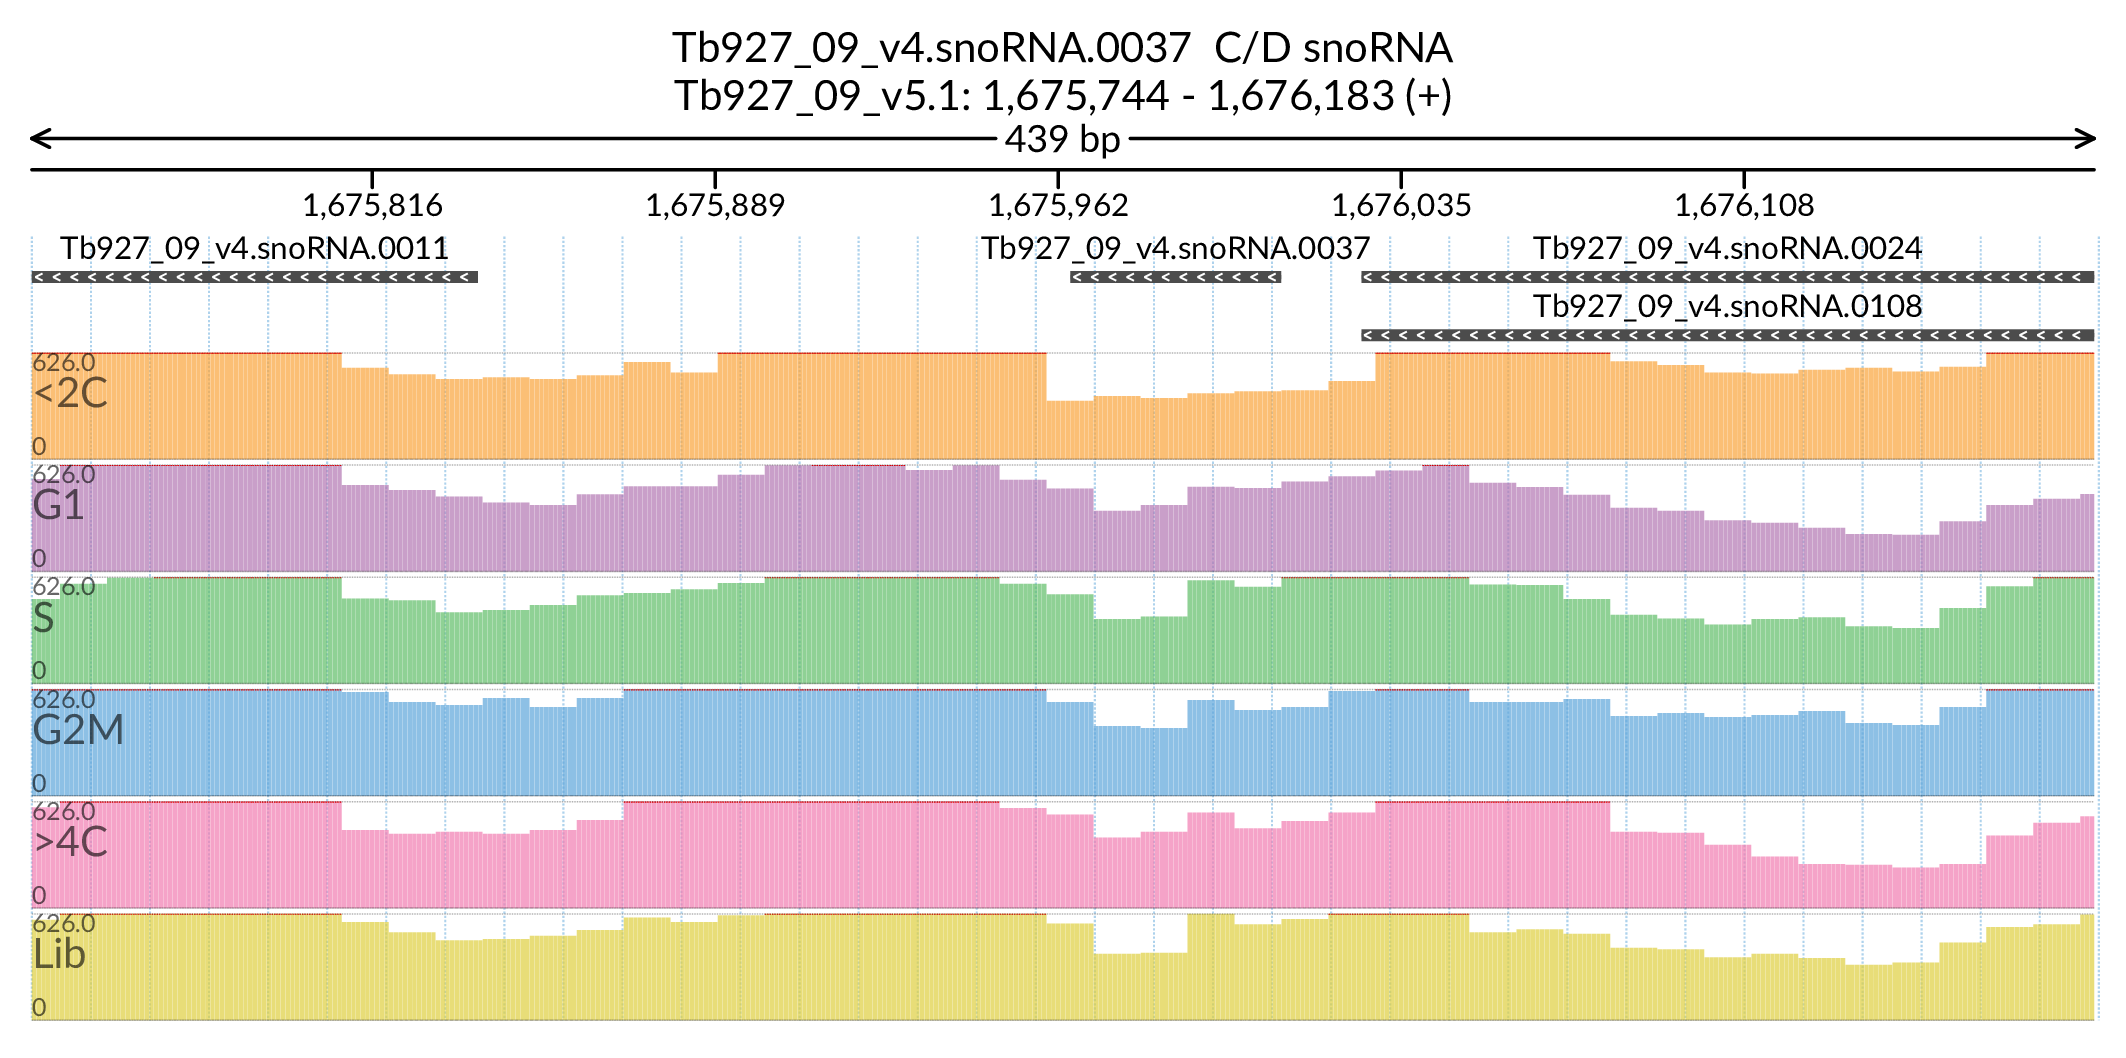 Tb927_09_v4.snoRNA.0037  C/D snoRNA
Tb927_09_v5.1: 1,675,744 - 1,676,183 (+)
439 bp
1,675,816 1,675,889 1,675,962 1,676,035 1,676,108
Tb927_09_v4.snoRNA.0011 Tb927_09_v4.snoRNA.0037 Tb927_09_v4.snoRNA.0024
Tb927_09_v4.snoRNA.0108
626.0
<2C
0
626.0
G1
0
626.0
S
0
626.0
G2M
0
626.0
>4C
0
626.0
Lib
0